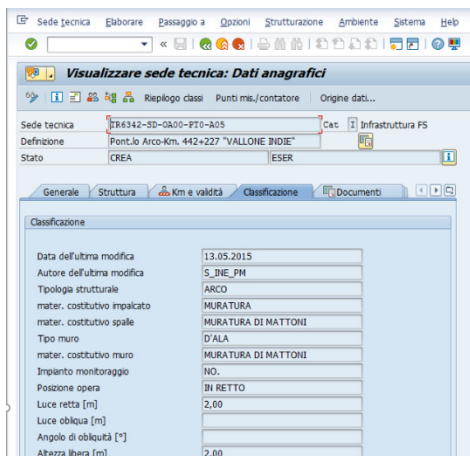 Sede tecnica Elaborare Passaggio a Opzioni Strutturazione Ambiente Sistema Help
Visualizzare sede tecnica: Dati anagrafici
Riepilogo classi Punti mis./contatore Origine dati...
Sede tecnica TR6342-5D-0A00-PT0-A05 Cat I Infrastruttura FS
Definizione Pont.lo Arco-Km. 442+227 "VALLONE INDIE"
Stato CREA ESER
Generale Struttura Km e validità Classificazione Documenti
Classificazione
Data dell'ultima modifica 13.05.2015
Autore dell'ultima modifica S_INE_PM
Tipologia strutturale ARCO
mater. costitutivo impalcato MURATURA
mater. costitutivo spalle MURATURA DI MATTONI
Tipo muro D'ALA
mater. costitutivo muro MURATURA DI MATTONI
Impianto monitoraggio NO.
Posizione opera IN RETTO
Luce retta [m] 2,00
Luce obliqua [m]
Angolo di obliquità [°]
Altezza libera [m] 2,00